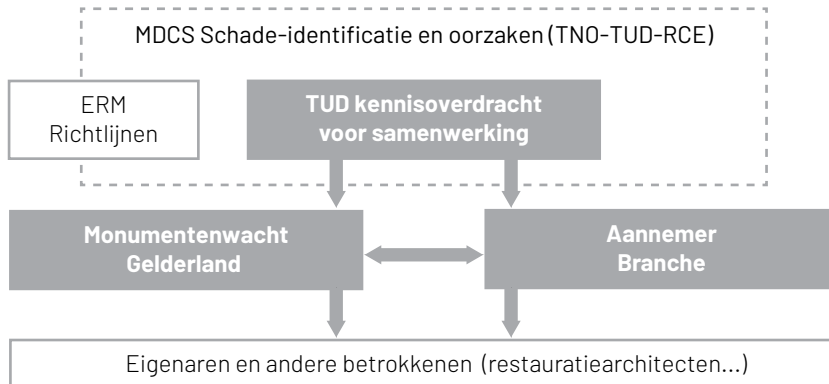 MDCS Schade-identificatie en oorzaken (TNO-TUD-RCE)
ERM
Richtlijnen
TUD kennisoverdracht
voor samenwerking
Monumentenwacht
Gelderland
Aannemer
Branche
Eigenaren en andere betrokkenen (restauratiearchitecten...)